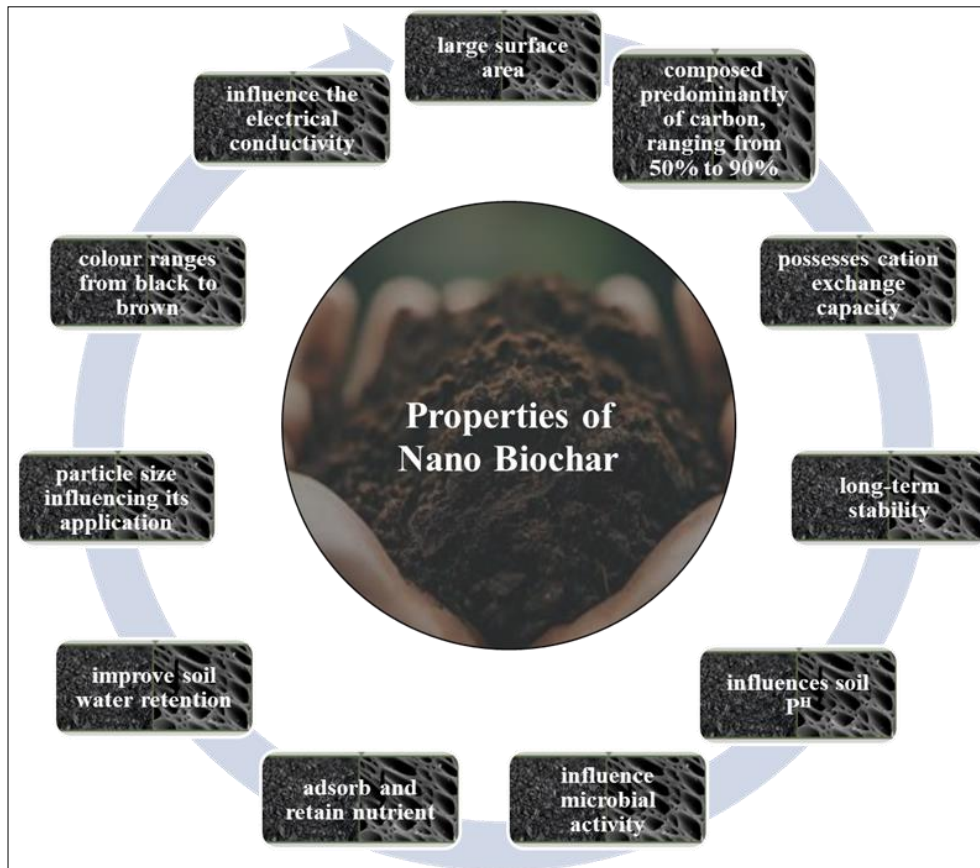 large surface
area
composed
predominantly
of carbon,
ranging from
50% to 90%
possesses cation
exchange
capacity
long-term
stability
influences soil
Pᴴ
influence
microbial
activity
adsorb and
retain nutrient
improve soil
water retention
particle size
influencing its
application
colour ranges
from black to
brown
influence the
electrical
conductivity
Properties of
Nano Biochar